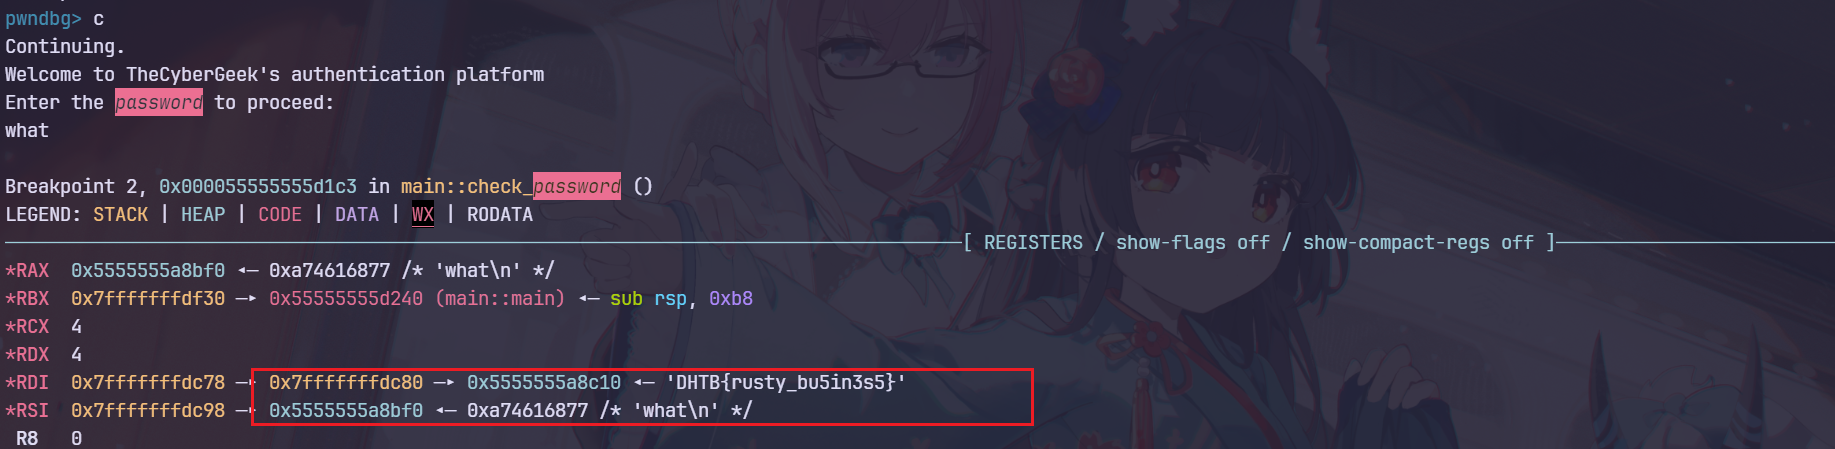 pwndbg> c
Continuing.
Welcome to TheCyberGeek's authentication platform
Enter the password to proceed:
what
Breakpoint 2, 0x000055555555d1c3 in main::check_password ()
LEGEND: STACK | HEAP | CODE | DATA | WX | RODATA
[ REGISTERS / show-flags off / show-compact-regs off ]
*RAX  0x5555555a8bf0 ◂— 0xa74616877 /* 'what\n' */
*RBX  0x7fffffffdf30 —▸ 0x55555555d240 (main::main) ◂— sub rsp, 0xb8
*RCX  4
*RDX  4
*RDI  0x7fffffffdc78 —▸ 0x7fffffffdc80 —▸ 0x5555555a8c10 ◂— 'DHTB{rusty_bu5in3s5}'
*RSI  0x7fffffffdc98 —▸ 0x5555555a8bf0 ◂— 0xa74616877 /* 'what\n' */
R8   0